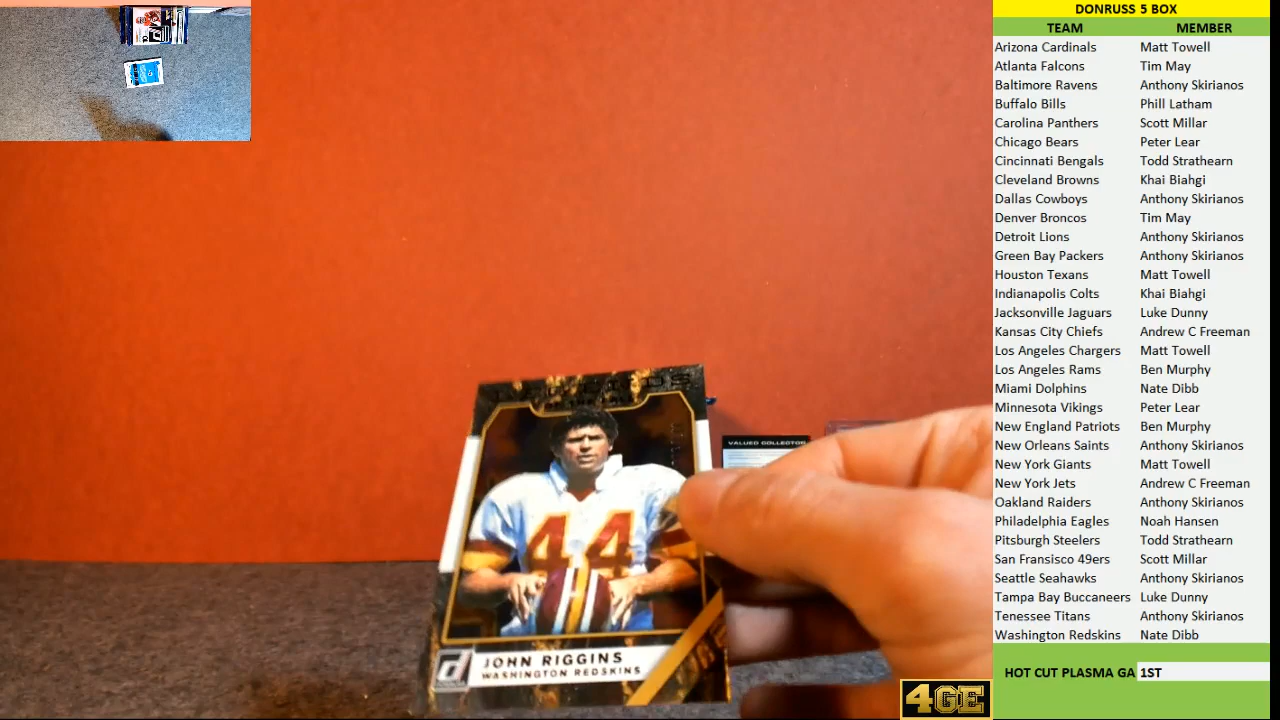 DONRUSS 5 BOX
TEAM MEMBER
Arizona Cardinals Matt Towell
Atlanta Falcons Tim May
Baltimore Ravens Anthony Skirianos
Buffalo Bills Phill Latham
Carolina Panthers Scott Millar
Chicago Bears Peter Lear
Cincinnati Bengals Todd Strathearn
Cleveland Browns Khai Biahgi
Dallas Cowboys Anthony Skirianos
Denver Broncos Tim May
Detroit Lions Anthony Skirianos
Green Bay Packers Anthony Skirianos
Houston Texans Matt Towell
Indianapolis Colts Khai Biahgi
Jacksonville Jaguars Luke Dunny
Kansas City Chiefs Andrew C Freeman
Los Angeles Chargers Matt Towell
Los Angeles Rams Ben Murphy
Miami Dolphins Nate Dibb
Minnesota Vikings Peter Lear
New England Patriots Ben Murphy
New Orleans Saints Anthony Skirianos
New York Giants Matt Towell
New York Jets Andrew C Freeman
Oakland Raiders Anthony Skirianos
Philadelphia Eagles Noah Hansen
Pitsburgh Steelers Todd Strathearn
San Fransisco 49ers Scott Millar
Seattle Seahawks Anthony Skirianos
Tampa Bay Buccaneers Luke Dunny
Tenessee Titans Anthony Skirianos
Washington Redskins Nate Dibb
HOT CUT PLASMA GA 1ST
4GE
VALUED COLLECTOR
44
d
JOHN RIGGINS
WASHINGTON REDSKINS